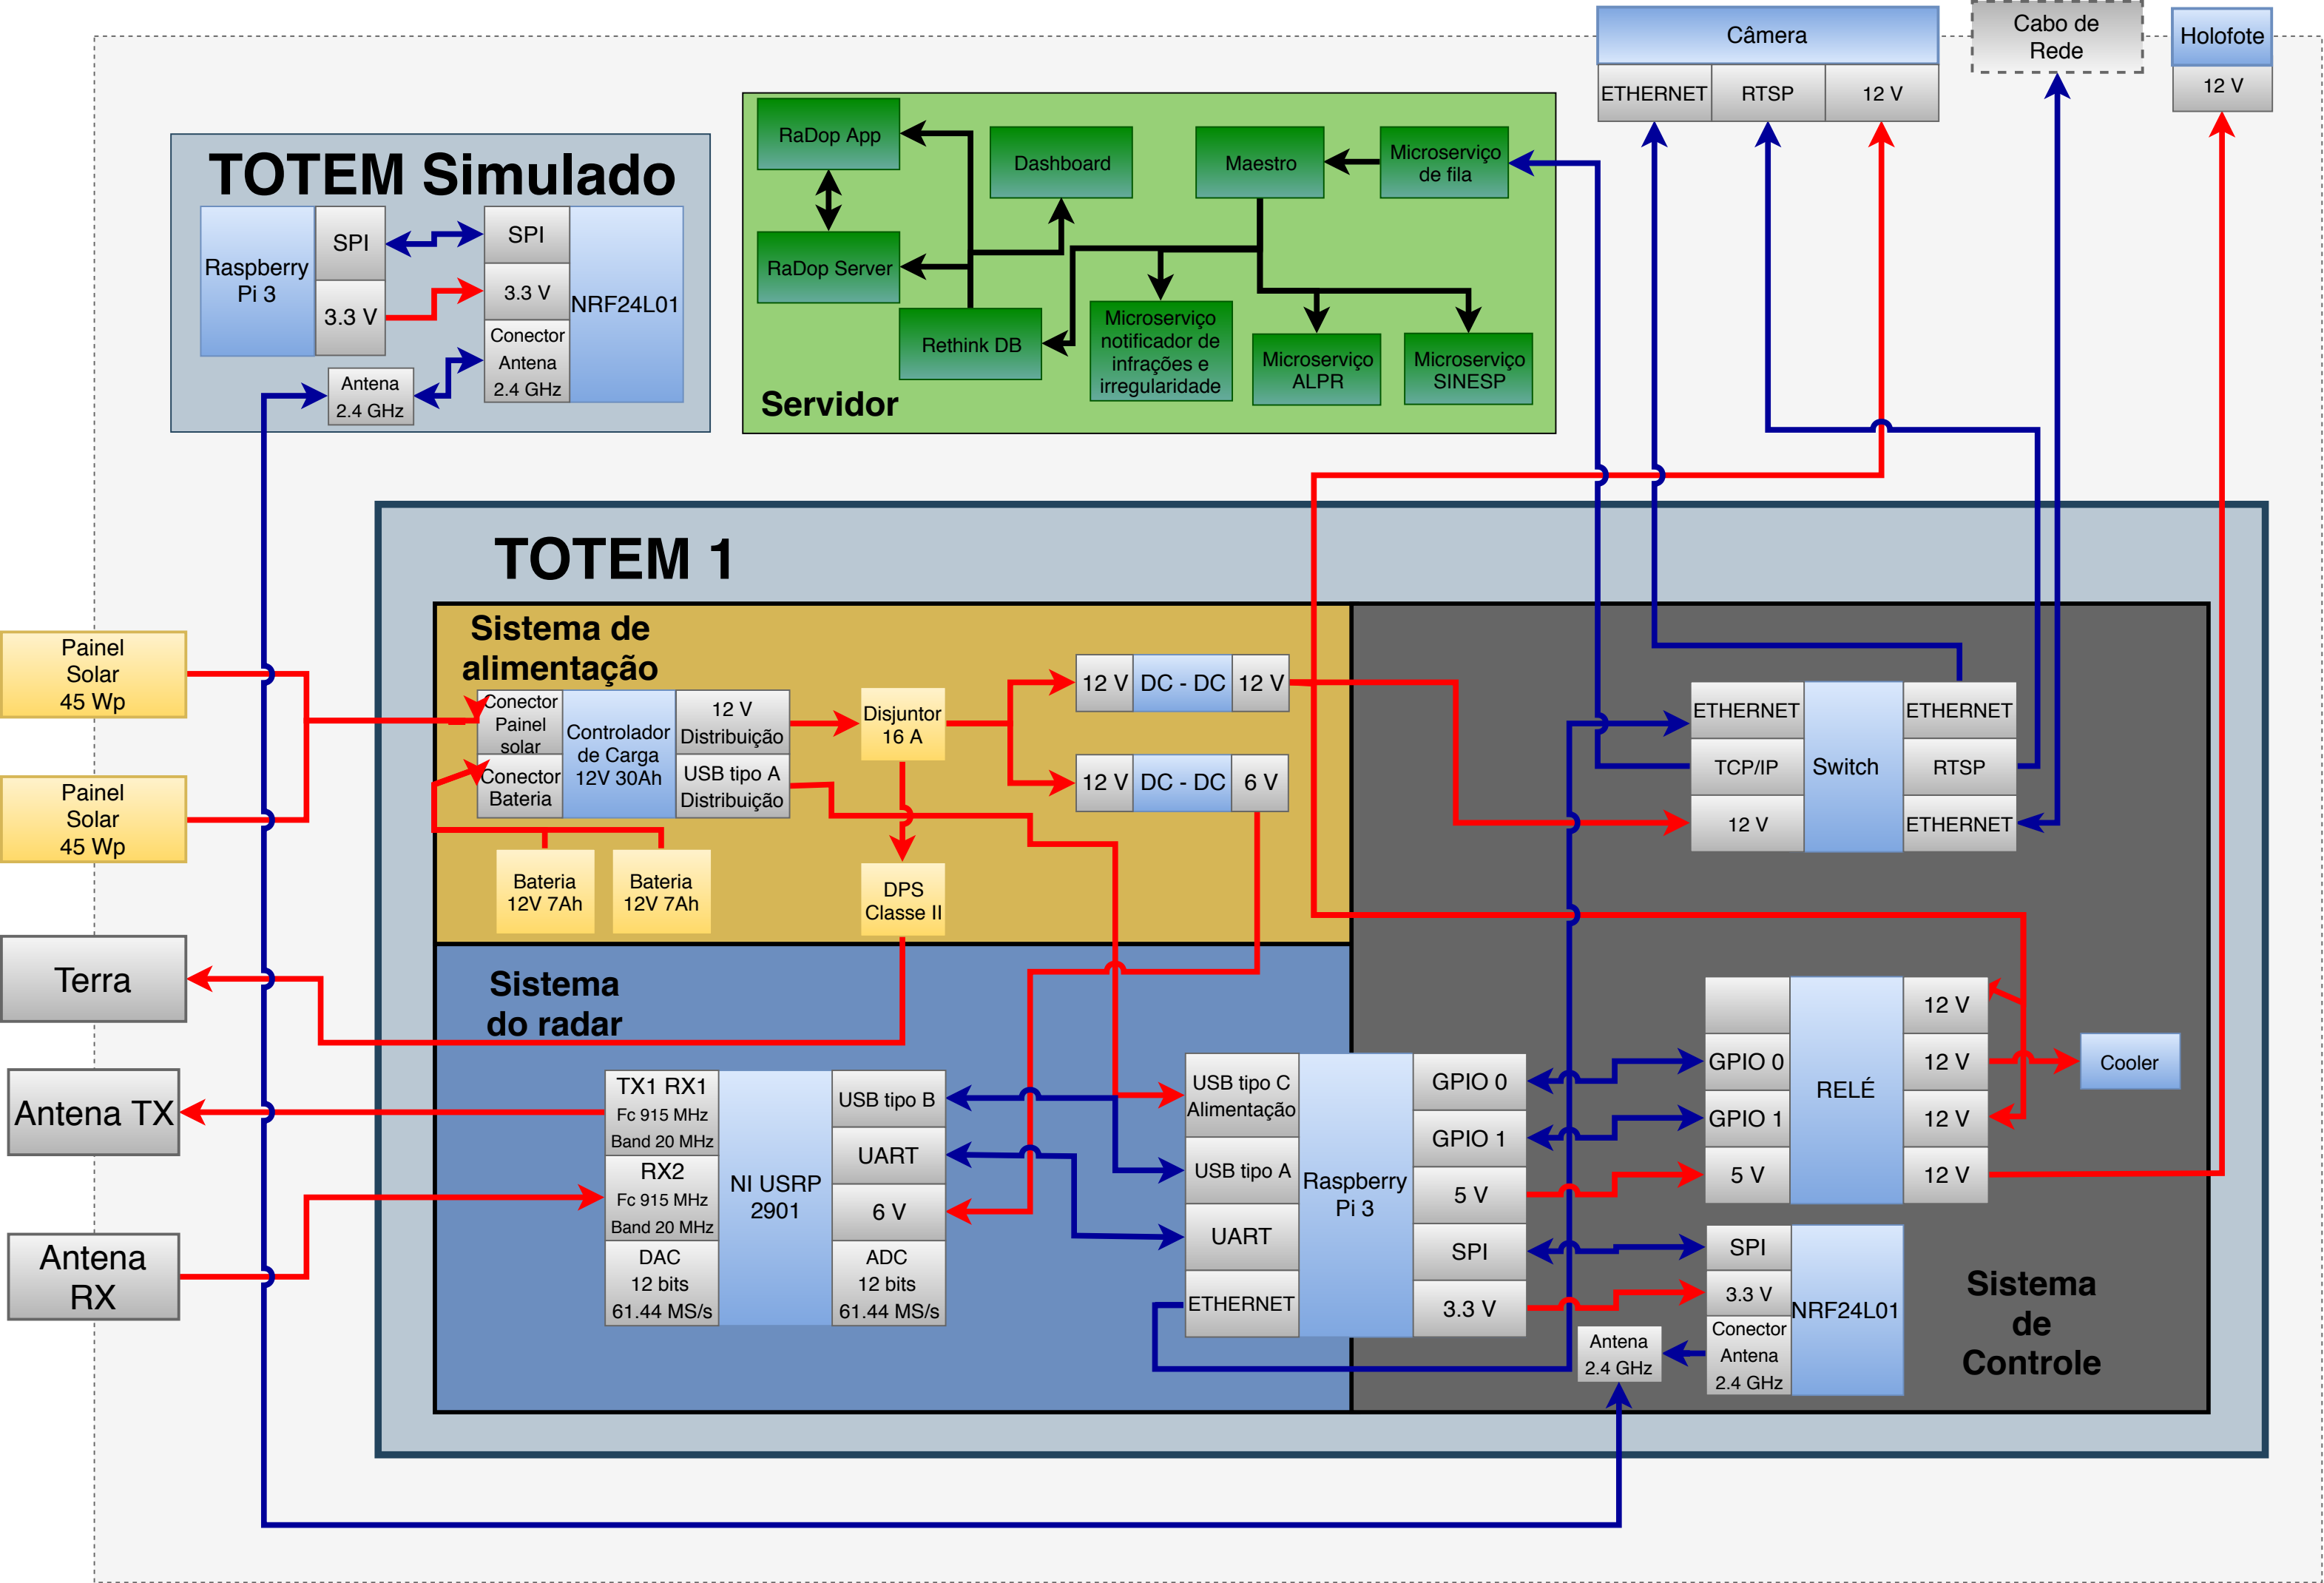 Câmera
ETHERNET
RTSP
12 V
Cabo de
Rede
Holofote
12 V
TOTEM Simulado
Raspberry
Pi 3
SPI
3.3 V
SPI
3.3 V
Conector
Antena
2.4 GHz
NRF24L01
Antena
2.4 GHz
RaDop App
Dashboard
Maestro
Microserviço
de fila
RaDop Server
Rethink DB
Microserviço
notificador de
infrações e
irregularidade
Microserviço
ALPR
Microserviço
SINESP
Servidor
TOTEM 1
Painel
Solar
45 Wp
Painel
Solar
45 Wp
Terra
Antena TX
Antena
RX
Sistema de
alimentação
Conector
Painel
solar
Conector
Bateria
Controlador
de Carga
12V 30Ah
12 V
Distribuição
USB tipo A
Distribuição
Disjuntor
16 A
12 V
DC - DC
12 V
12 V
DC - DC
6 V
Bateria
12V 7Ah
Bateria
12V 7Ah
DPS
Classe II
Sistema
do radar
TX1 RX1
Fc 915 MHz
Band 20 MHz
RX2
Fc 915 MHz
Band 20 MHz
DAC
12 bits
61.44 MS/s
NI USRP
2901
USB tipo B
UART
6 V
ADC
12 bits
61.44 MS/s
USB tipo C
Alimentação
USB tipo A
UART
ETHERNET
Raspberry
Pi 3
GPIO 0
GPIO 1
5 V
SPI
3.3 V
ETHERNET
TCP/IP
12 V
Switch
ETHERNET
RTSP
ETHERNET
GPIO 0
GPIO 1
5 V
RELÉ
12 V
12 V
12 V
12 V
Cooler
SPI
3.3 V
Conector
Antena
2.4 GHz
NRF24L01
Antena
2.4 GHz
Sistema
de
Controle